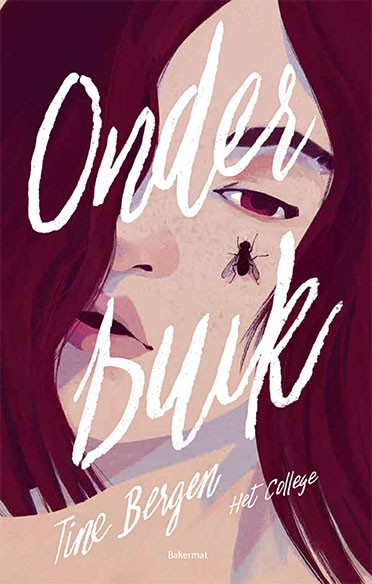 Onder
buik
Tine Bergen
Het College
Bakermat